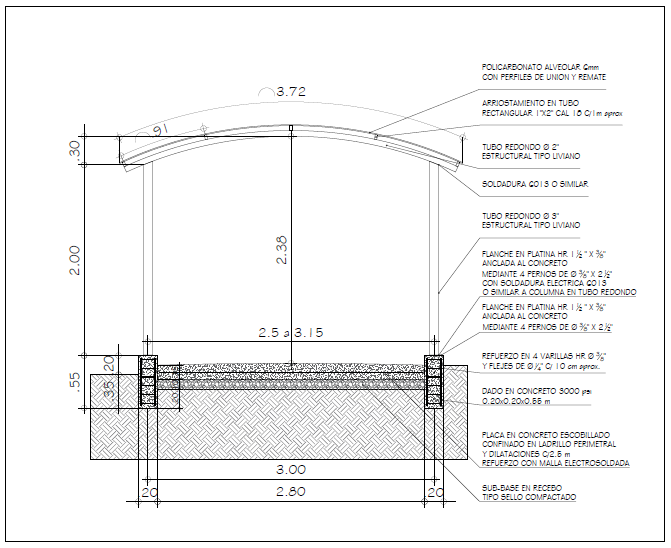 3.72
.91
.30
2.00
2.38
2.5 a 3.15
.20
.55
.35
3.00
.20
2.80
.20
POLICARBONATO ALVEOLAR 6mm
CON PERFILES DE UNION Y REMATE
ARRIOSTAMIENTO EN TUBO
RECTANGULAR 1"X2" CAL 18 C/1m aprox
TUBO REDONDO Ø 2"
ESTRUCTURAL TIPO LIVIANO
SOLDADURA 6013 O SIMILAR
TUBO REDONDO Ø 3"
ESTRUCTURAL TIPO LIVIANO
FLANCHE EN PLATINA HR 1 ½ " X ⅜"
ANCLADA AL CONCRETO
MEDIANTE 4 PERNOS DE Ø ⅜" X 2 ½"
CON SOLDADURA ELECTRICA 6013
O SIMILAR A COLUMNA EN TUBO REDONDO
FLANCHE EN PLATINA HR 1 ½ " X ⅜"
ANCLADA AL CONCRETO
MEDIANTE 4 PERNOS DE Ø ⅜" X 2 ½"
REFUERZO EN 4 VARILLAS HR Ø ⅜"
Y FLEJES DE Ø ¼" C/ 10 cm aprox.
DADO EN CONCRETO 3000 psi
0.20x0.20x0.55 m
PLACA EN CONCRETO ESCOBILLADO
CONFINADO EN LADRILLO PERIMETRAL
Y DILATACIONES C/2.5 m
REFUERZO CON MALLA ELECTROSOLDADA
SUB-BASE EN RECEBO
TIPO SELLO COMPACTADO